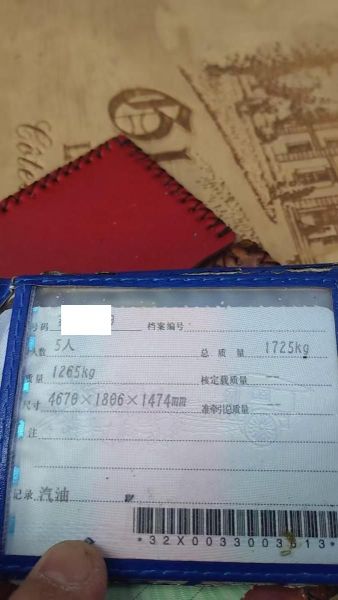 Côte
号码 档案编号
人数 5人 总质量 1725kg
质量 1265kg 核定载质量 --
尺寸 4670×1806×1474mm 准牵引总质量 --
注
记录 汽油
*32X0033003813*